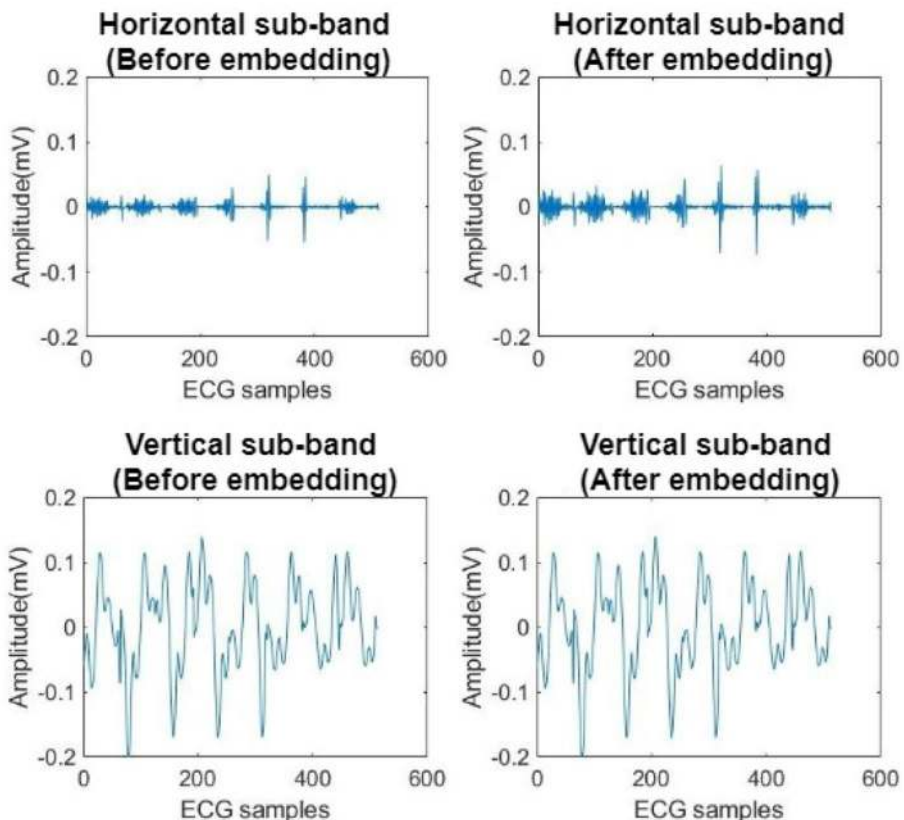 Horizontal sub-band
(Before embedding)
0.2
0.1
0
-0.1
-0.2
Amplitude(mV)
0
200
400
600
ECG samples
Horizontal sub-band
(After embedding)
0.2
0.1
0
-0.1
-0.2
Amplitude(mV)
0
200
400
600
ECG samples
Vertical sub-band
(Before embedding)
0.2
0.1
0
-0.1
-0.2
Amplitude(mV)
0
200
400
600
ECG samples
Vertical sub-band
(After embedding)
0.2
0.1
0
-0.1
-0.2
Amplitude(mV)
0
200
400
600
ECG samples